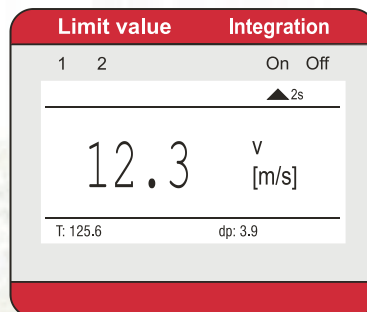 Limit value Integration
1 2 On Off
2s
12.3 v
[m/s]
T: 125.6 dp: 3.9